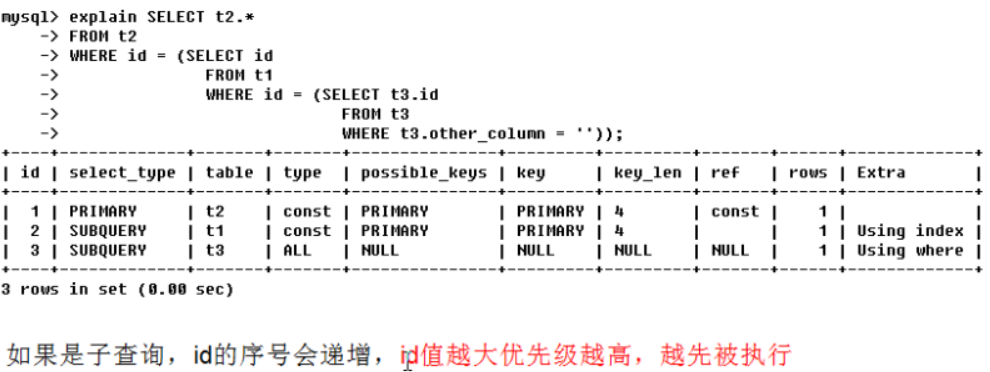 mysql> explain SELECT t2.*
    -> FROM t2
    -> WHERE id = (SELECT id
    ->             FROM t1
    ->             WHERE id = (SELECT t3.id
    ->                         FROM t3
    ->                         WHERE t3.other_column = ''));
+----+-------------+-------+-------+---------------+---------+---------+-------+------+-------------+
| id | select_type | table | type  | possible_keys | key     | key_len | ref   | rows | Extra       |
+----+-------------+-------+-------+---------------+---------+---------+-------+------+-------------+
|  1 | PRIMARY     | t2    | const | PRIMARY       | PRIMARY | 4       | const |    1 |             |
|  2 | SUBQUERY    | t1    | const | PRIMARY       | PRIMARY | 4       |       |    1 | Using index |
|  3 | SUBQUERY    | t3    | ALL   | NULL          | NULL    | NULL    | NULL  |    1 | Using where |
+----+-------------+-------+-------+---------------+---------+---------+-------+------+-------------+
3 rows in set (0.00 sec)
如果是子查询，id的序号会递增，id值越大优先级越高，越先被执行